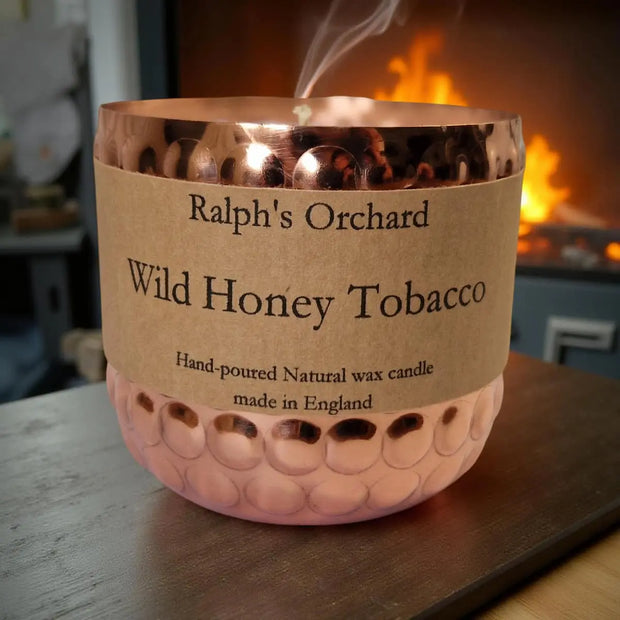 Ralph's Orchard
Wild Honey Tobacco
Hand-poured Natural wax candle
made in England